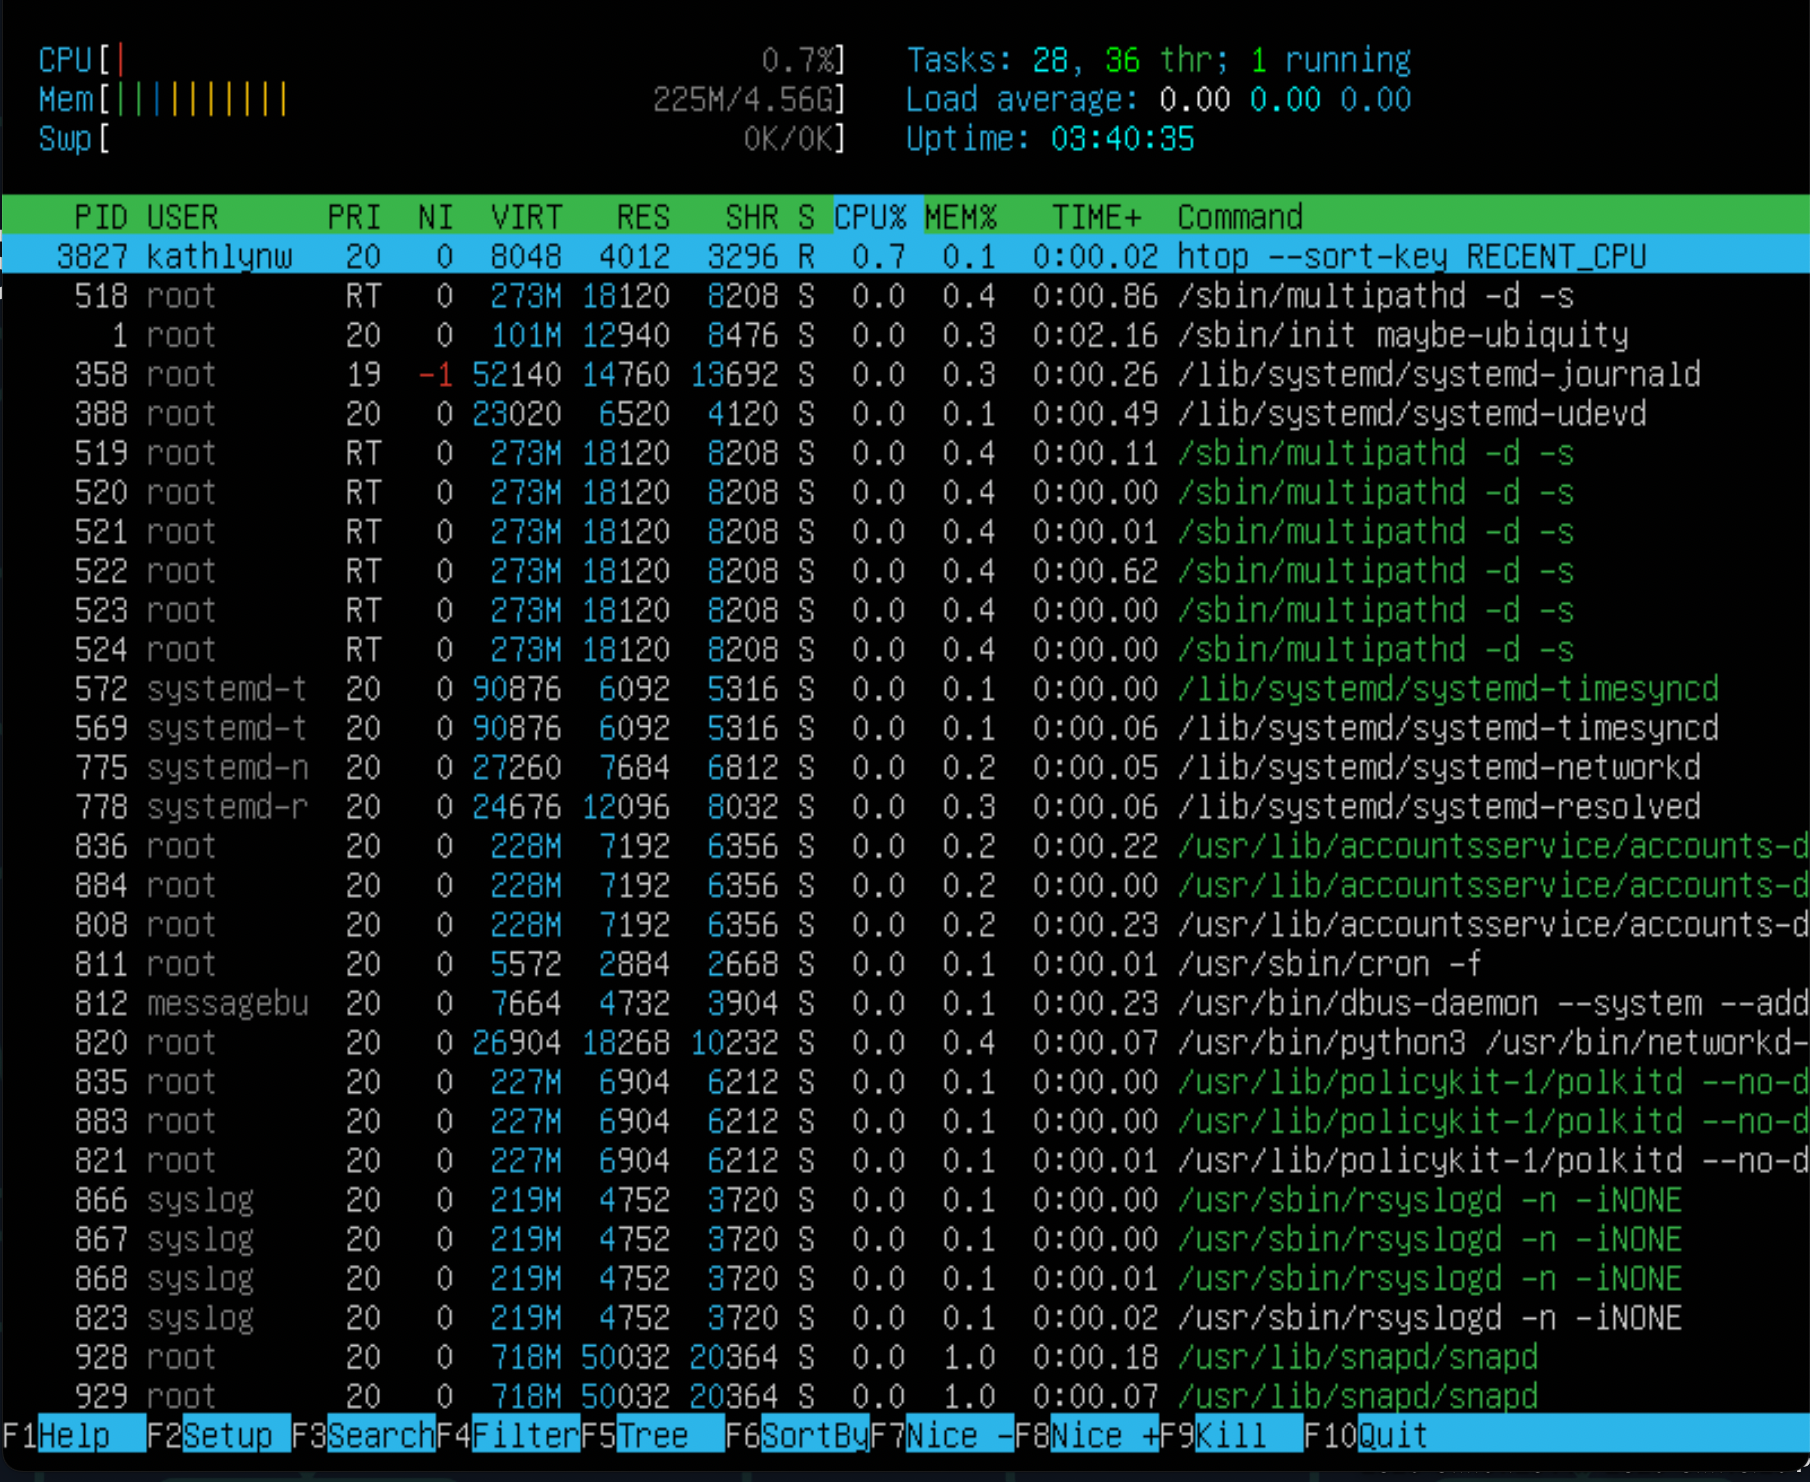 CPU[| 0.7%] Tasks: 28, 36 thr; 1 running
Mem[|||||||||| 225M/4.56G] Load average: 0.00 0.00 0.00
Swp[ 0K/0K] Uptime: 03:40:35
PID USER PRI NI VIRT RES SHR S CPU% MEM% TIME+ Command
3827 kathlynw 20 0 8048 4012 3296 R 0.7 0.1 0:00.02 htop --sort-key RECENT_CPU
518 root RT 0 273M 18120 8208 S 0.0 0.4 0:00.86 /sbin/multipathd -d -s
1 root 20 0 101M 12940 8476 S 0.0 0.3 0:02.16 /sbin/init maybe-ubiquity
358 root 19 -1 52140 14760 13692 S 0.0 0.3 0:00.26 /lib/systemd/systemd-journald
388 root 20 0 23020 6520 4120 S 0.0 0.1 0:00.49 /lib/systemd/systemd-udevd
519 root RT 0 273M 18120 8208 S 0.0 0.4 0:00.11 /sbin/multipathd -d -s
520 root RT 0 273M 18120 8208 S 0.0 0.4 0:00.00 /sbin/multipathd -d -s
521 root RT 0 273M 18120 8208 S 0.0 0.4 0:00.01 /sbin/multipathd -d -s
522 root RT 0 273M 18120 8208 S 0.0 0.4 0:00.62 /sbin/multipathd -d -s
523 root RT 0 273M 18120 8208 S 0.0 0.4 0:00.00 /sbin/multipathd -d -s
524 root RT 0 273M 18120 8208 S 0.0 0.4 0:00.00 /sbin/multipathd -d -s
572 systemd-t 20 0 90876 6092 5316 S 0.0 0.1 0:00.00 /lib/systemd/systemd-timesyncd
569 systemd-t 20 0 90876 6092 5316 S 0.0 0.1 0:00.06 /lib/systemd/systemd-timesyncd
775 systemd-n 20 0 27260 7684 6812 S 0.0 0.2 0:00.05 /lib/systemd/systemd-networkd
778 systemd-r 20 0 24676 12096 8032 S 0.0 0.3 0:00.06 /lib/systemd/systemd-resolved
836 root 20 0 228M 7192 6356 S 0.0 0.2 0:00.22 /usr/lib/accountsservice/accounts-d
884 root 20 0 228M 7192 6356 S 0.0 0.2 0:00.00 /usr/lib/accountsservice/accounts-d
808 root 20 0 228M 7192 6356 S 0.0 0.2 0:00.23 /usr/lib/accountsservice/accounts-d
811 root 20 0 5572 2884 2668 S 0.0 0.1 0:00.01 /usr/sbin/cron -f
812 messagebu 20 0 7664 4732 3904 S 0.0 0.1 0:00.23 /usr/bin/dbus-daemon --system --add
820 root 20 0 26904 18268 10232 S 0.0 0.4 0:00.07 /usr/bin/python3 /usr/bin/networkd-
835 root 20 0 227M 6904 6212 S 0.0 0.1 0:00.00 /usr/lib/policykit-1/polkitd --no-d
883 root 20 0 227M 6904 6212 S 0.0 0.1 0:00.00 /usr/lib/policykit-1/polkitd --no-d
821 root 20 0 227M 6904 6212 S 0.0 0.1 0:00.01 /usr/lib/policykit-1/polkitd --no-d
866 syslog 20 0 219M 4752 3720 S 0.0 0.1 0:00.00 /usr/sbin/rsyslogd -n -iNONE
867 syslog 20 0 219M 4752 3720 S 0.0 0.1 0:00.00 /usr/sbin/rsyslogd -n -iNONE
868 syslog 20 0 219M 4752 3720 S 0.0 0.1 0:00.01 /usr/sbin/rsyslogd -n -iNONE
823 syslog 20 0 219M 4752 3720 S 0.0 0.1 0:00.02 /usr/sbin/rsyslogd -n -iNONE
928 root 20 0 718M 50032 20364 S 0.0 1.0 0:00.18 /usr/lib/snapd/snapd
929 root 20 0 718M 50032 20364 S 0.0 1.0 0:00.07 /usr/lib/snapd/snapd
F1Help F2Setup F3SearchF4FilterF5Tree F6SortByF7Nice -F8Nice +F9Kill F10Quit